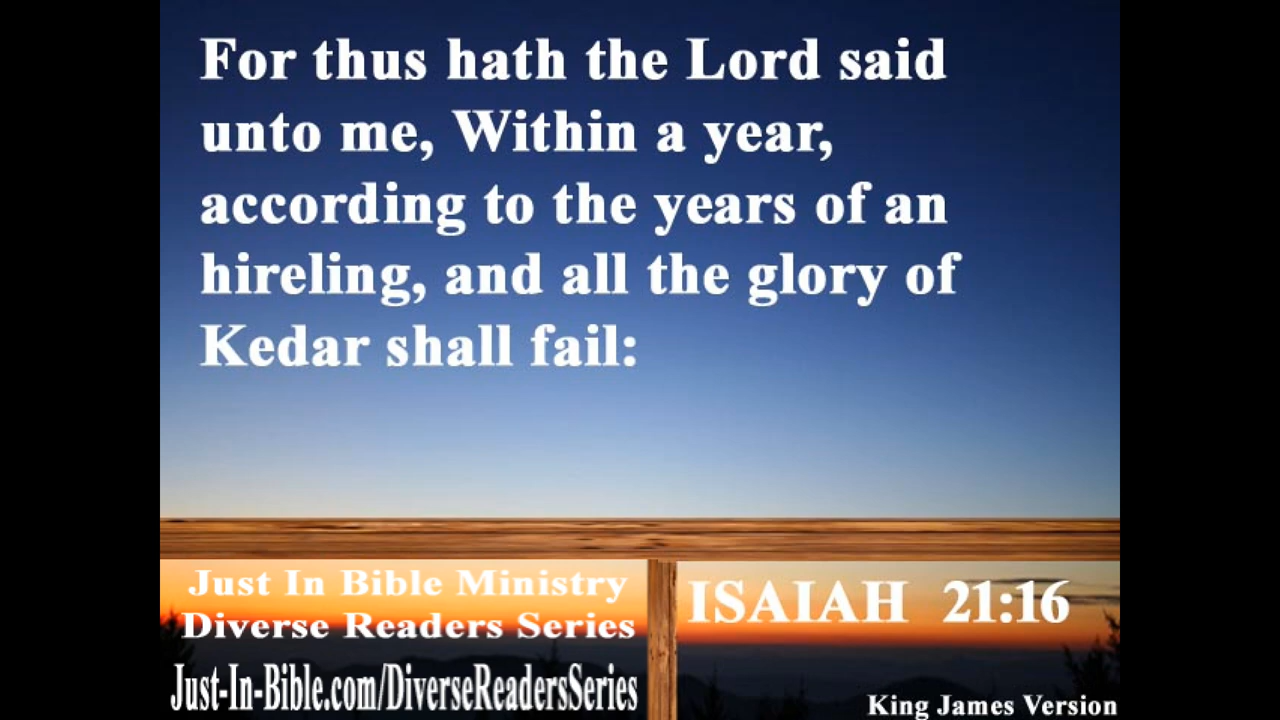 For thus hath the Lord said
unto me, Within a year,
according to the years of an
hireling, and all the glory of
Kedar shall fail:
Just In Bible Ministry
Diverse Readers Series
Just-In-Bible.com/DiverseReadersSeries
ISAIAH 21:16
King James Version